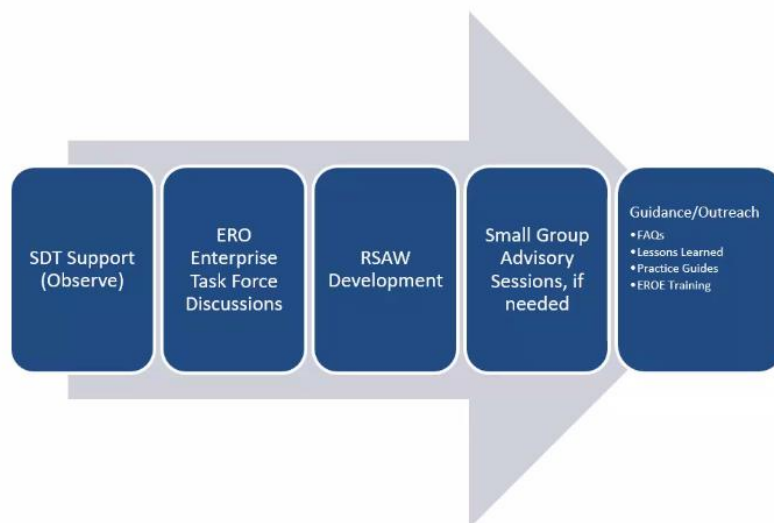 SDT Support
(Observe)
ERO
Enterprise
Task Force
Discussions
RSAW
Development
Small Group
Advisory
Sessions, if
needed
Guidance/Outreach
•FAQs
•Lessons Learned
•Practice Guides
•EROE Training